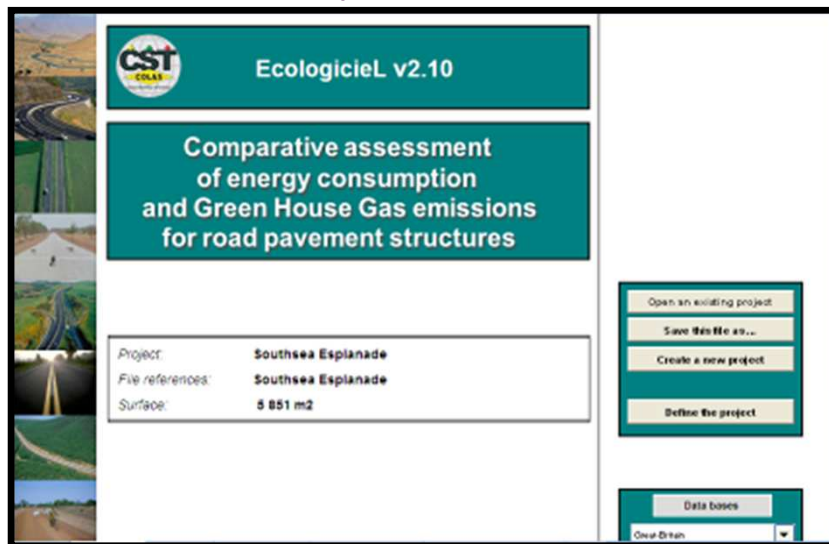 CST
COLAS
EcologicieL v2.10
Comparative assessment
of energy consumption
and Green House Gas emissions
for road pavement structures
Project: Southsea Esplanade
File references: Southsea Esplanade
Surface: 5 851 m2
Open an existing project
Save this file as...
Create a new project
Define the project
Data bases
Great-Britain